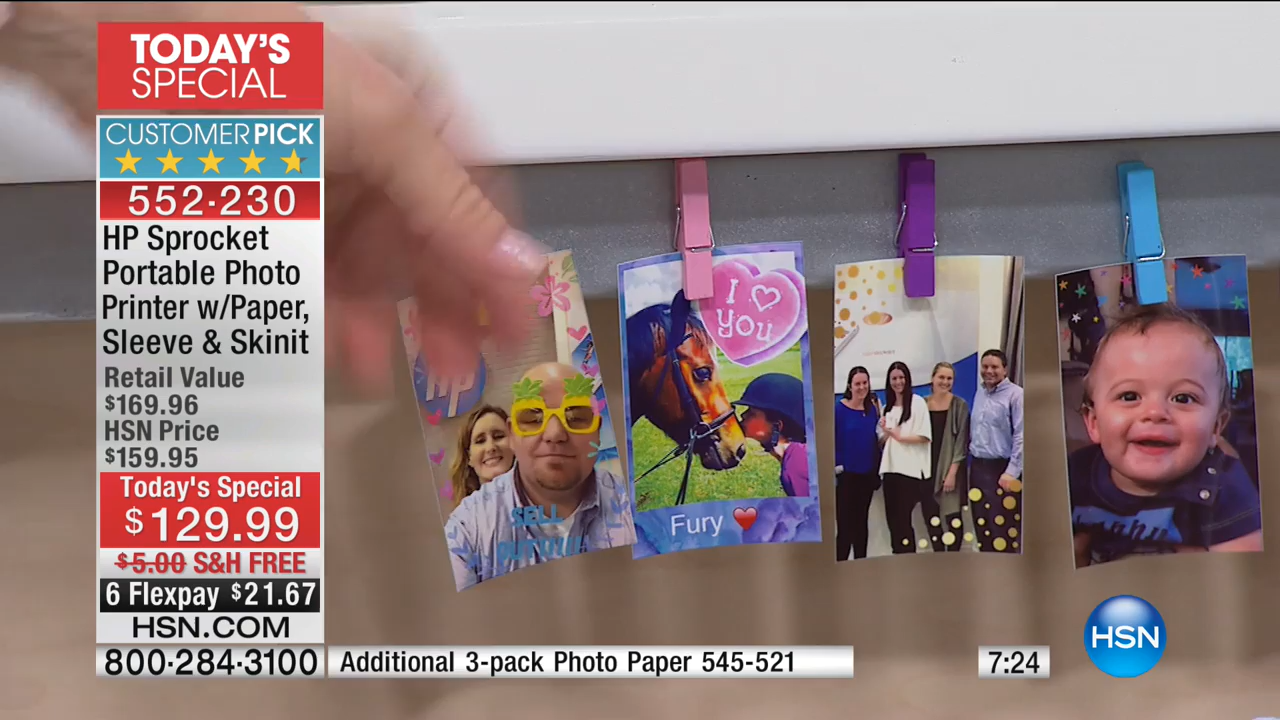 TODAY'S
SPECIAL
CUSTOMER PICK
552·230
HP Sprocket
Portable Photo
Printer w/Paper,
Sleeve & Skinit
Retail Value
$169.96
HSN Price
$159.95
Today's Special
$129.99
$5.00 S&H FREE
6 Flexpay $21.67
HSN.COM
800·284·3100
Additional 3-pack Photo Paper 545-521
7:24
HSN
hp
SELL
I
You
Fury